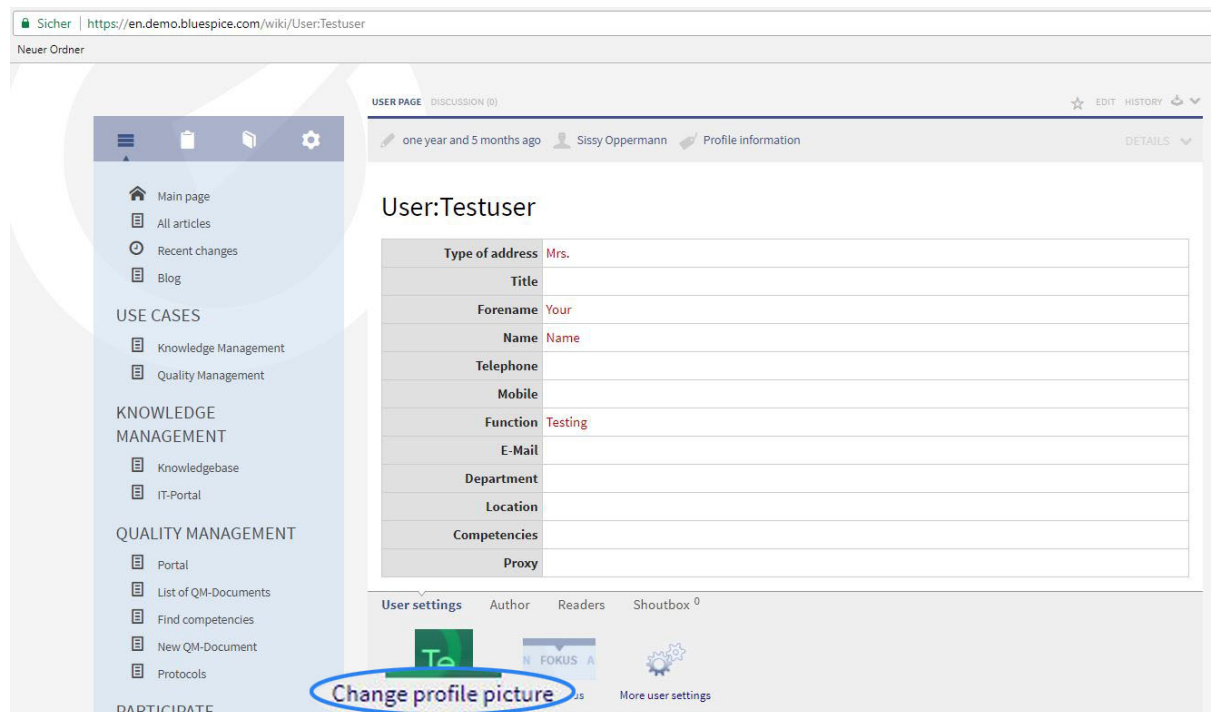 Sicher | https://en.demo.bluespice.com/wiki/User:Testuser
Neuer Ordner
USER PAGE DISCUSSION (0)
EDIT HISTORY
one year and 5 months ago Sissy Oppermann Profile information
DETAILS
Main page
All articles
Recent changes
Blog
USE CASES
Knowledge Management
Quality Management
KNOWLEDGE
MANAGEMENT
Knowledgebase
IT-Portal
QUALITY MANAGEMENT
Portal
List of QM-Documents
Find competencies
New QM-Document
Protocols
PARTICIPATE
User:Testuser
Type of address Mrs.
Title
Forename Your
Name Name
Telephone
Mobile
Function Testing
E-Mail
Department
Location
Competencies
Proxy
User settings Author Readers Shoutbox 0
Te
N FOKUS A
Change profile picture
More user settings